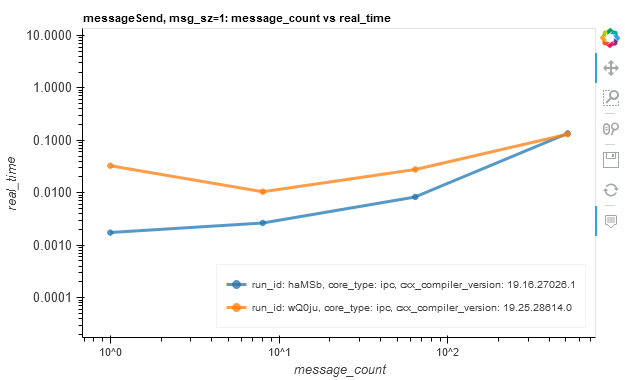 messageSend, msg_sz=1: message_count vs real_time
10.0000
1.0000
0.1000
0.0100
0.0010
0.0001
real_time
run_id: haMSb, core_type: ipc, cxx_compiler_version: 19.16.27026.1
run_id: wQ0ju, core_type: ipc, cxx_compiler_version: 19.25.28614.0
10^0 10^1 10^2
message_count